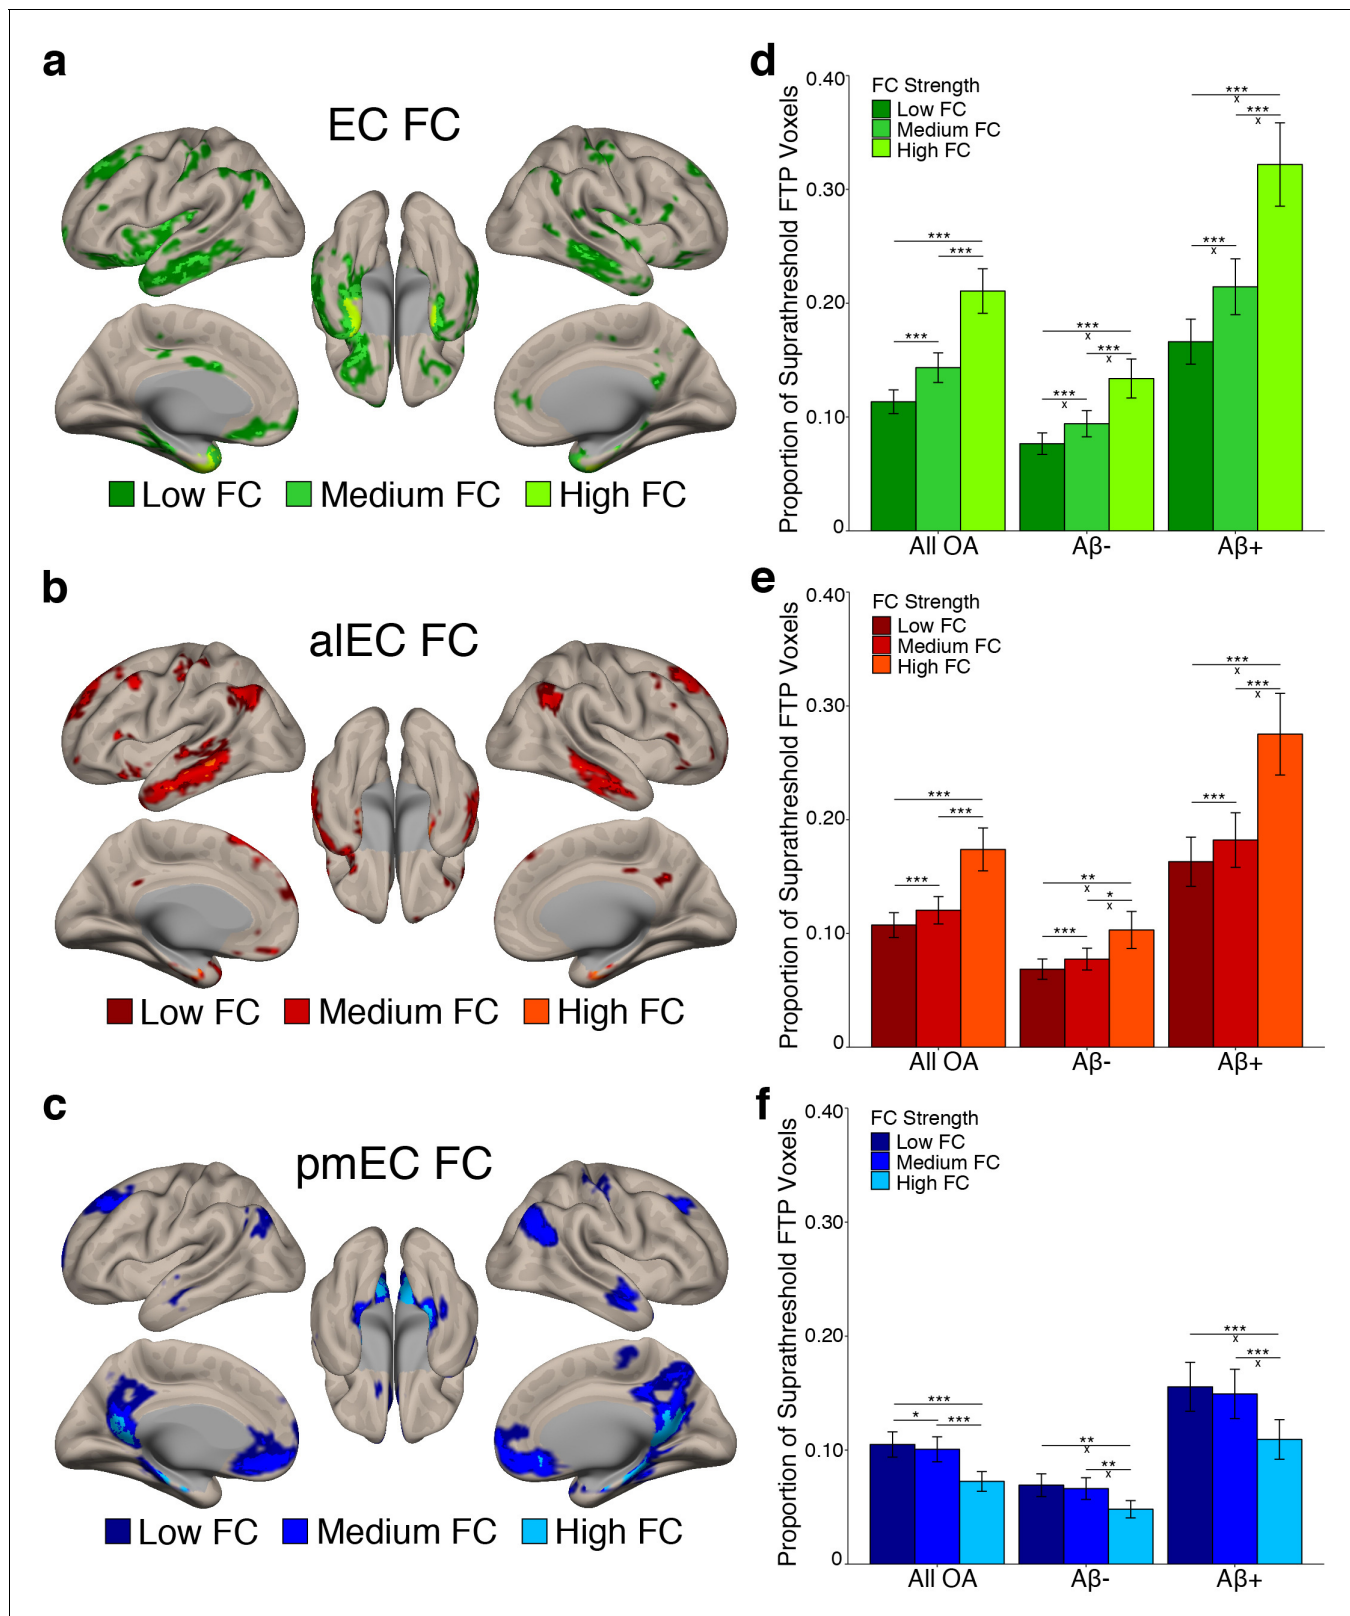 a
EC FC
Low FC Medium FC High FC
d
Proportion of Suprathreshold FTP Voxels
0.40
0.30
0.20
0.10
0
FC Strength
Low FC
Medium FC
High FC
***
***
***
***
x
***
x
***
x
***
x
***
x
***
x
All OA Aβ- Aβ+
b
alEC FC
Low FC Medium FC High FC
e
Proportion of Suprathreshold FTP Voxels
0.40
0.30
0.20
0.10
0
FC Strength
Low FC
Medium FC
High FC
***
***
***
**
x
*
x
***
***
x
***
x
***
All OA Aβ- Aβ+
c
pmEC FC
Low FC Medium FC High FC
f
Proportion of Suprathreshold FTP Voxels
0.40
0.30
0.20
0.10
0
FC Strength
Low FC
Medium FC
High FC
***
* ***
**
x
**
x
***
x
***
x
All OA Aβ- Aβ+